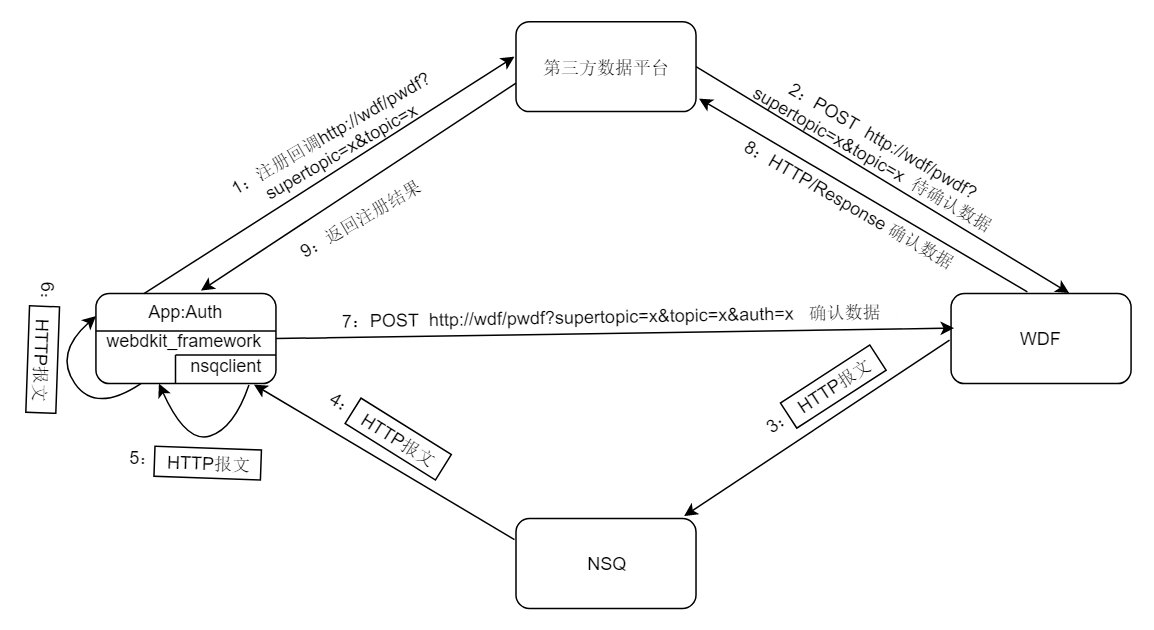 第三方数据平台
1：注册回调http://wdf/pwdf?
supertopic=x&topic=x
2：POST  http://wdf/pwdf?
supertopic=x&topic=x  待确认数据
8：HTTP/Response 确认数据
9：返回注册结果
6：
HTTP报文
App:Auth
webdkit_framework
nsqclient
7：POST  http://wdf/pwdf?supertopic=x&topic=x&auth=x   确认数据
WDF
3：
HTTP报文
4：
HTTP报文
5：
HTTP报文
NSQ